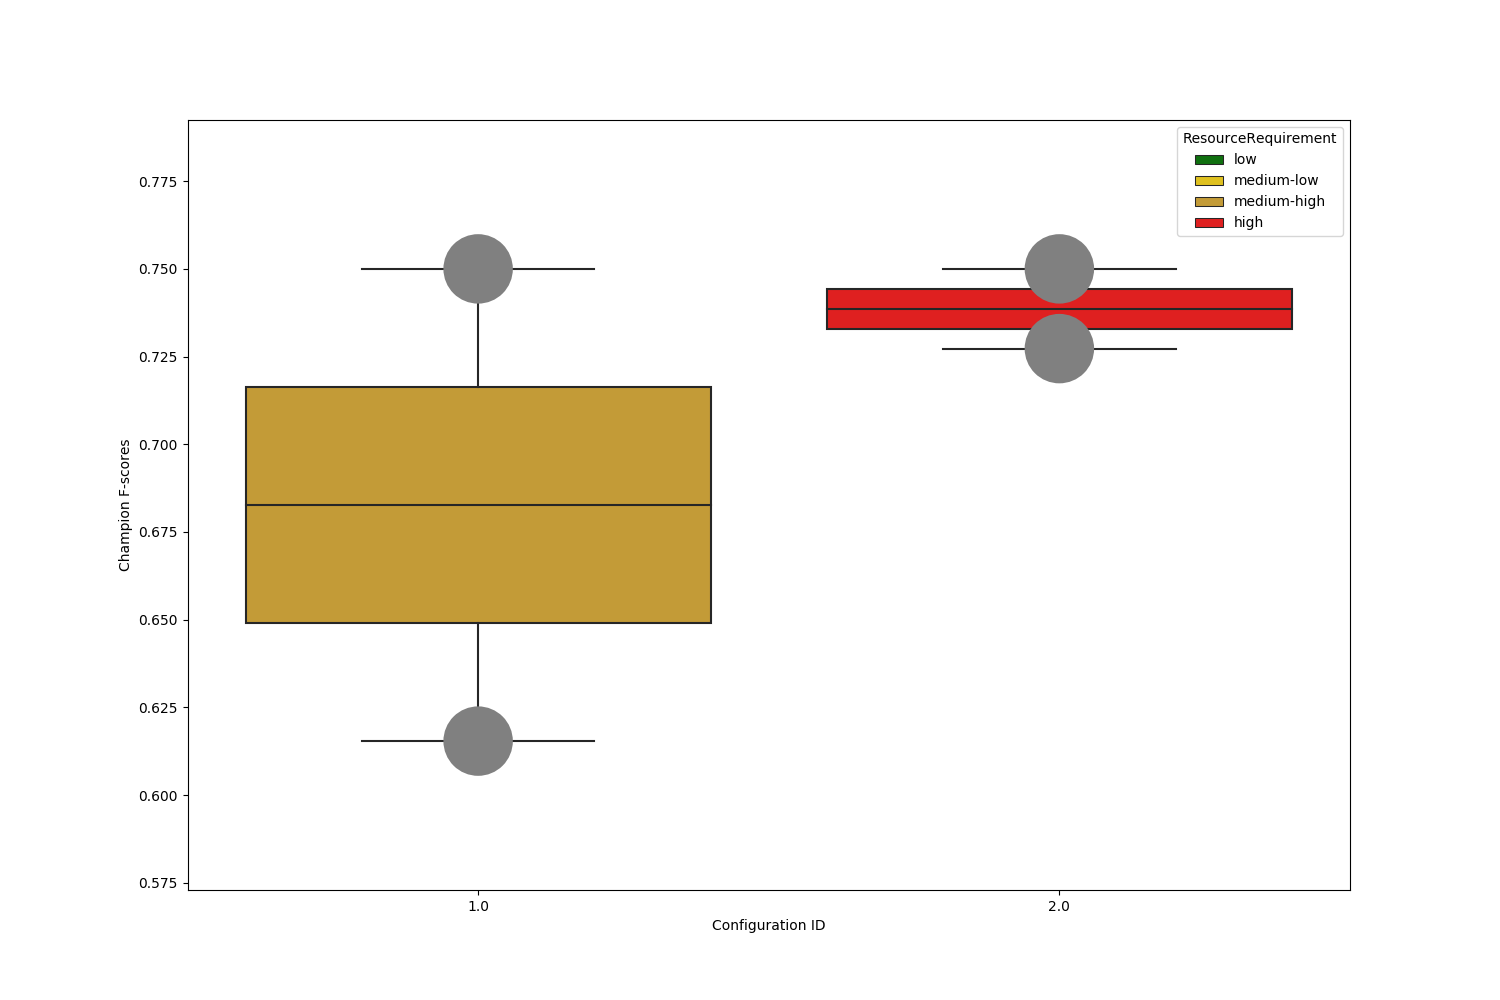 ResourceRequirement
low
medium-low
medium-high
high
0.775
0.750
0.725
0.700
0.675
0.650
0.625
0.600
0.575
Champion F-scores
1.0
2.0
Configuration ID